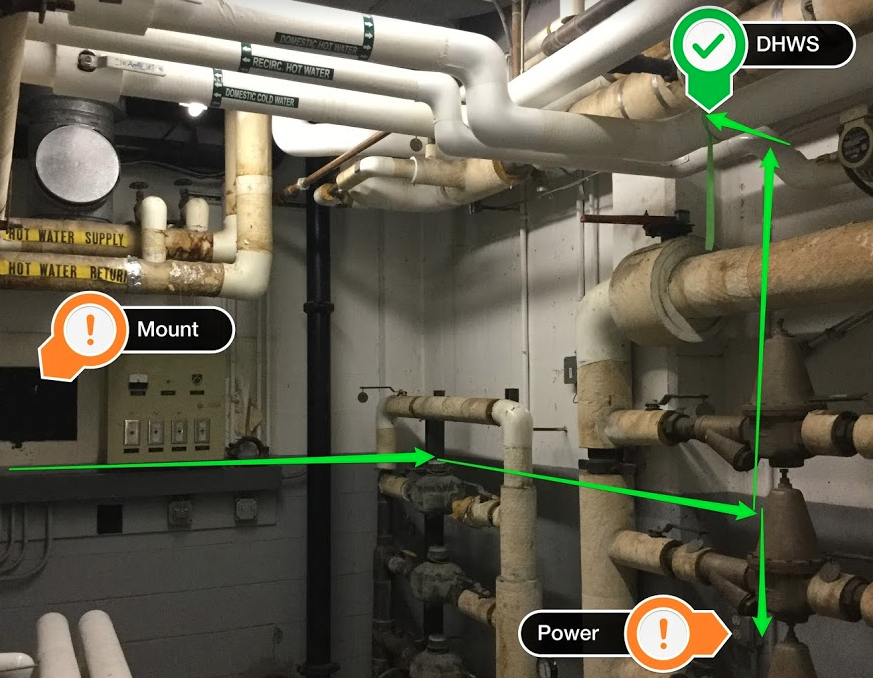 DHWS
DOMESTIC HOT WATER
RECIRC. HOT WATER
DOMESTIC COLD WATER
HOT WATER SUPPLY
HOT WATER RETURN
Mount
Power